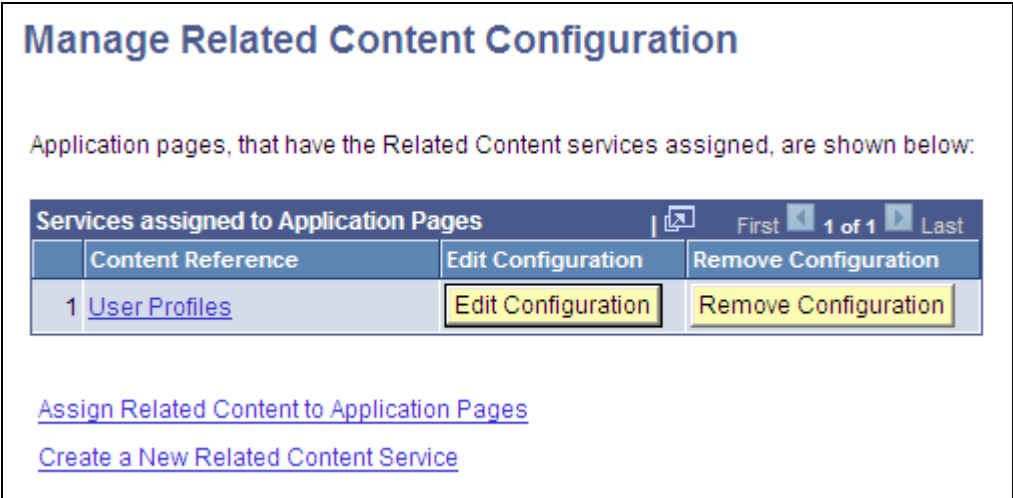 Manage Related Content Configuration
Application pages, that have the Related Content services assigned, are shown below:
Services assigned to Application Pages | First 1 of 1 Last
Content Reference Edit Configuration Remove Configuration
1 User Profiles Edit Configuration Remove Configuration
Assign Related Content to Application Pages
Create a New Related Content Service